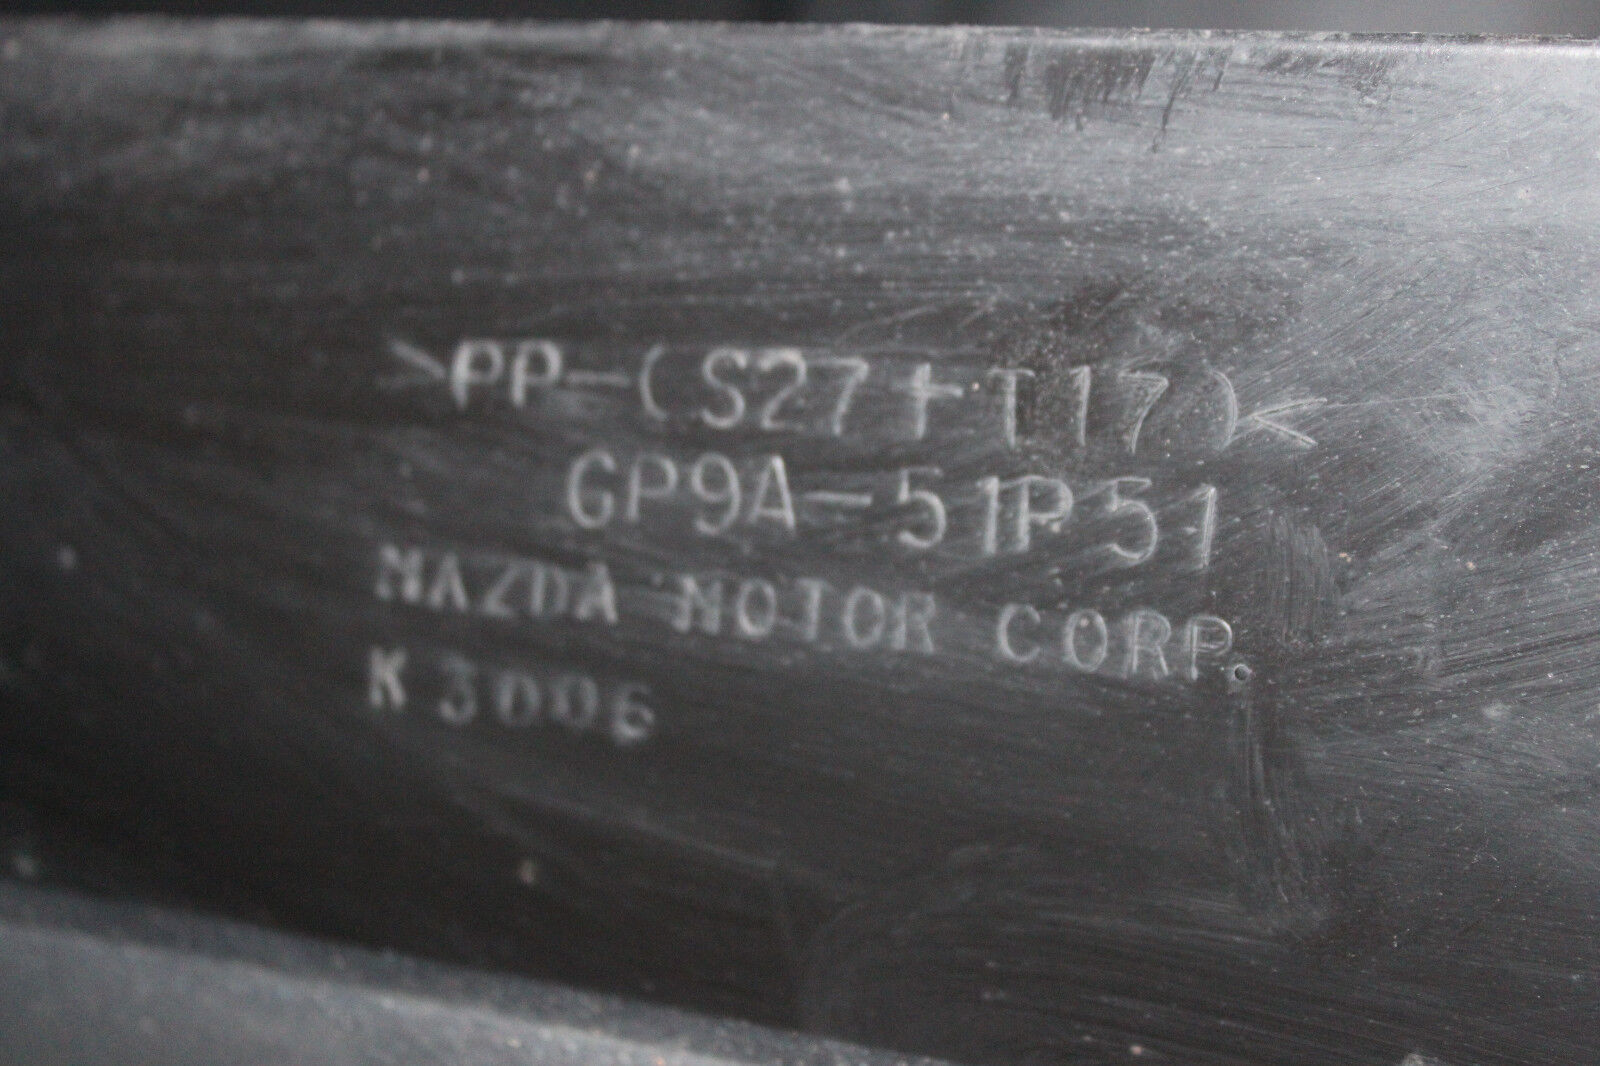 >PP-(S27+T17)<
GP9A-51P51
MAZDA MOTOR CORP.
K3006